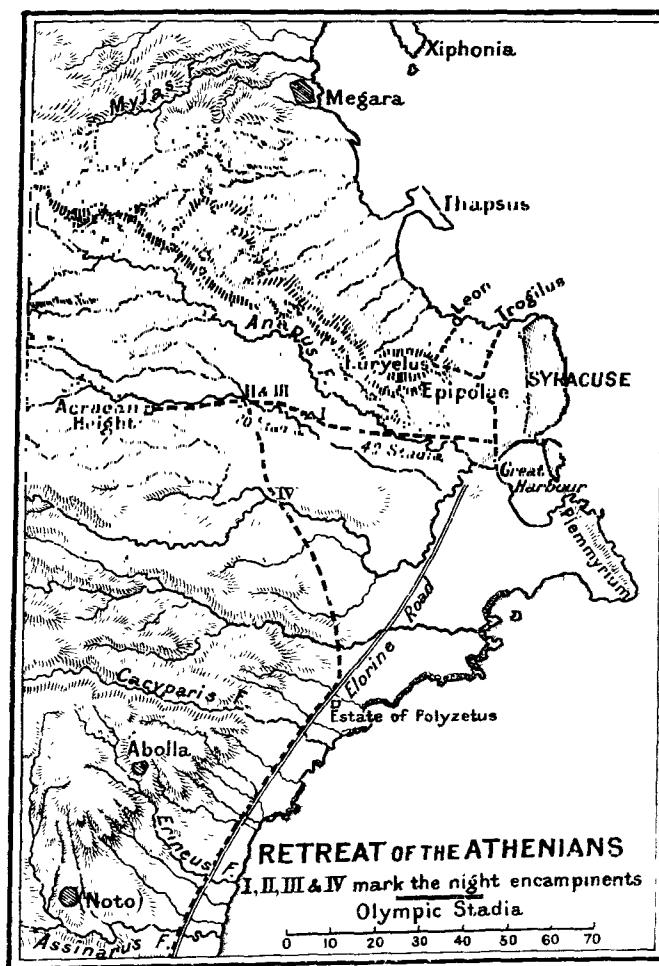 Xiphonia
Mylas
Megara
Thapsus
Leon
Trogilus
Anapus F.
Euryelus
Epipolae
SYRACUSE
II & III
I
Acraean
Height
40 Stadia
Great
Harbour
IV
Plemmyrium
Elorine Road
Cacyparis F.
Estate of Polyzetus
Abolla
Erineus F.
RETREAT OF THE ATHENIANS
I, II, III & IV mark the night encampments
Noto
Olympic Stadia
Assinarus F.
0 10 20 30 40 50 60 70